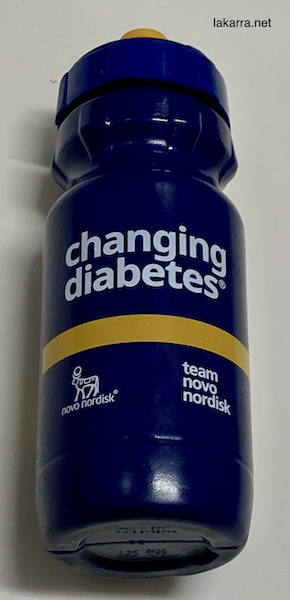 lakarra.net
changing
diabetes®
novo nordisk®
team
novo
nordisk